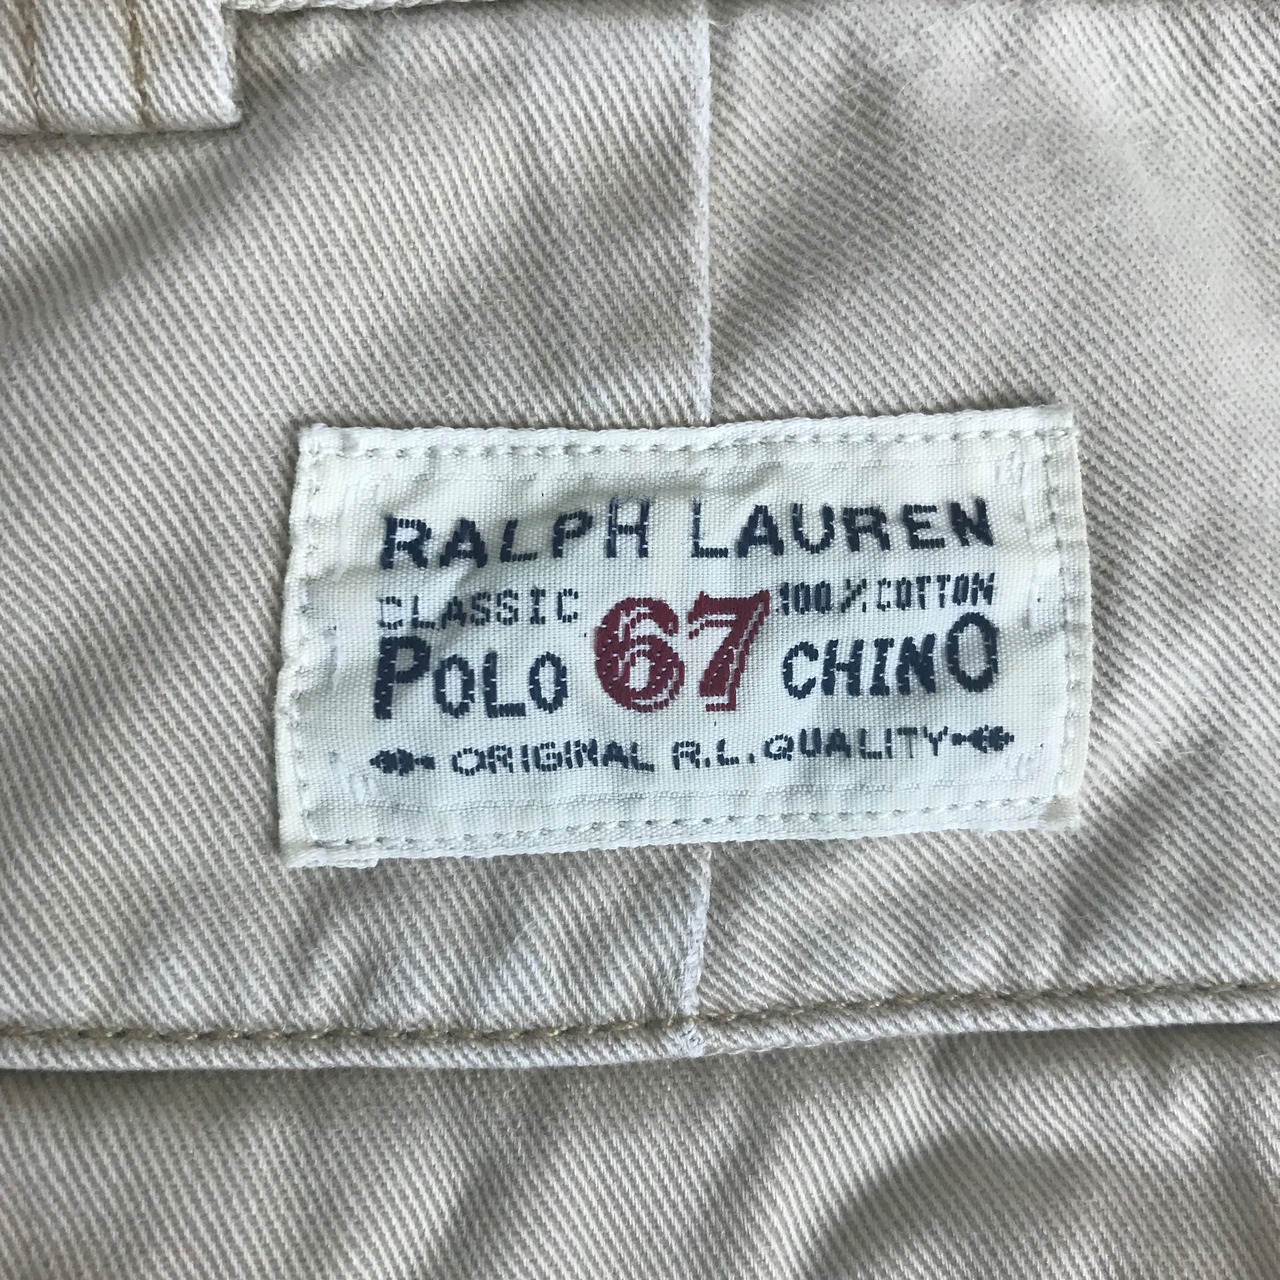 RALPH LAUREN
CLASSIC 67 100% COTTON
POLO CHINO
ORIGINAL R.L. QUALITY